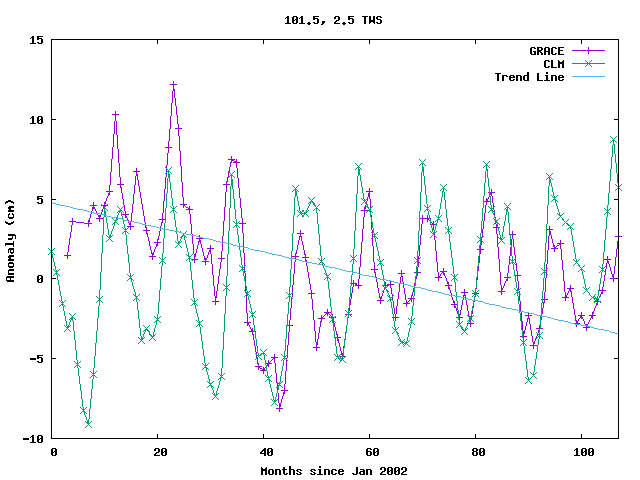 101.5, 2.5 TWS
GRACE
CLM
Trend Line
15
10
5
0
-5
-10
Anomaly (cm)
0 20 40 60 80 100
Months since Jan 2002